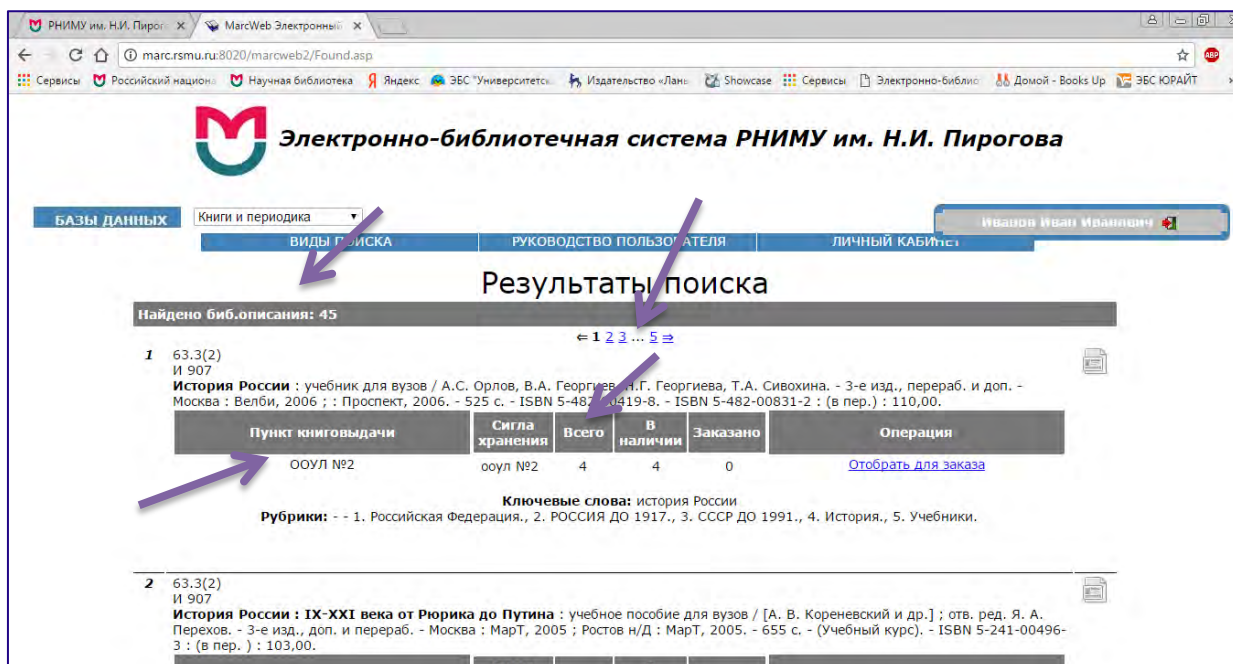 РНИМУ им. Н.И. Пирог
MarcWeb Электронный
marc.rsmu.ru:8020/marcweb2/Found.asp
ABP
Сервисы Российский национ Научная библиотека Яндекс ЭБС "Университетск Издательство «Лань Showcase Сервисы Электронно-библио Домой - Books Up ЭБС ЮРАЙТ
Электронно-библиотечная система РНИМУ им. Н.И. Пирогова
БАЗЫ ДАННЫХ Книги и периодика
Иванов Иван Иванович
ВИДЫ ПОИСКА РУКОВОДСТВО ПОЛЬЗОВАТЕЛЯ ЛИЧНЫЙ КАБИНЕТ
Результаты поиска
Найдено биб.описания: 45
⇐ 1 2 3 ... 5 ⇒
1 63.3(2)
И 907
История России : учебник для вузов / А.С. Орлов, В.А. Георгиев, Н.Г. Георгиева, Т.А. Сивохина. - 3-е изд., перераб. и доп. -
Москва : Велби, 2006 ; : Проспект, 2006. - 525 с. - ISBN 5-482-00419-8. - ISBN 5-482-00831-2 : (в пер.) : 110,00.
Пункт книговыдачи Сигла хранения Всего В наличии Заказано Операция
ООУЛ №2 ооул №2 4 4 0 Отобрать для заказа
Ключевые слова: история России
Рубрики: - - 1. Российская Федерация., 2. РОССИЯ ДО 1917., 3. СССР ДО 1991., 4. История., 5. Учебники.
2 63.3(2)
И 907
История России : IX-XXI века от Рюрика до Путина : учебное пособие для вузов / [А. В. Кореневский и др.] ; отв. ред. Я. А.
Перехов. - 3-е изд., доп. и перераб. - Москва : МарТ, 2005 ; Ростов н/Д : МарТ, 2005. - 655 с. - (Учебный курс). - ISBN 5-241-00496-
3 : (в пер. ) : 103,00.